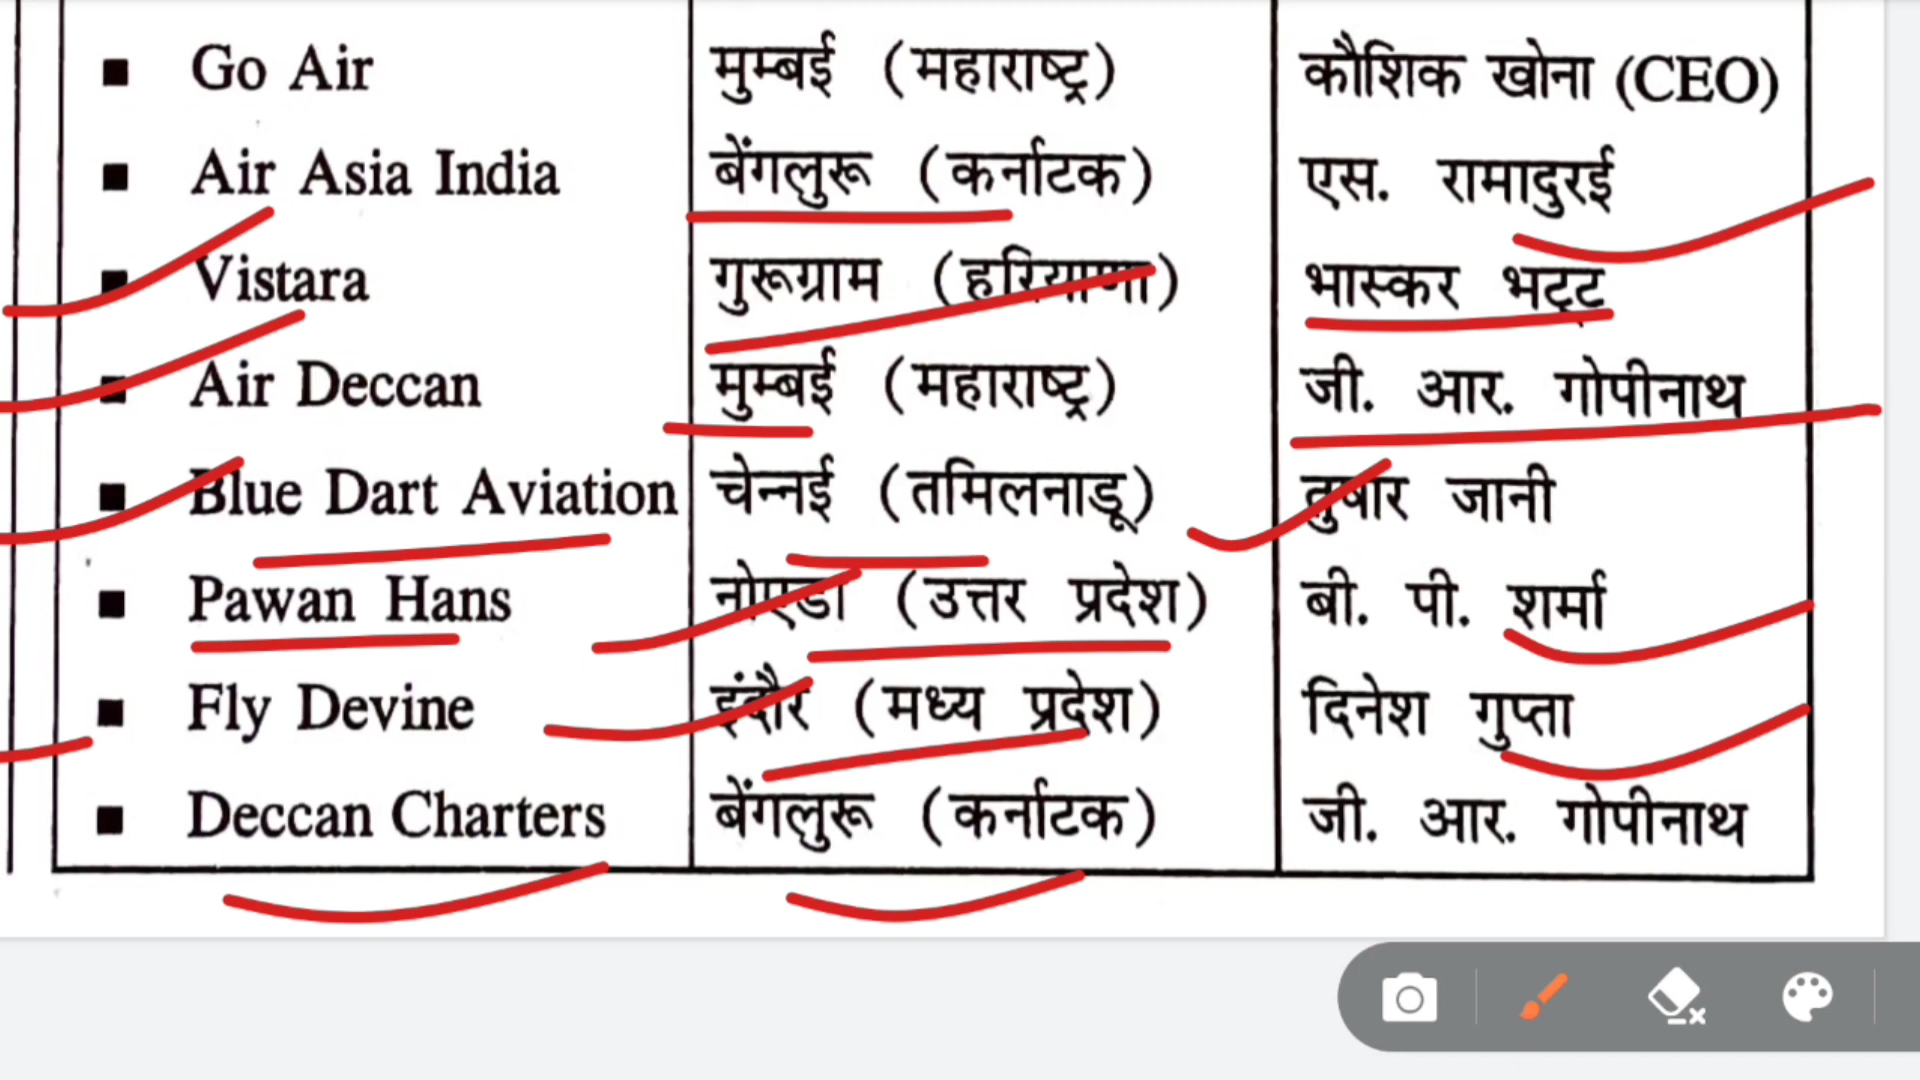 Go Air मुम्बई (महाराष्ट्र) कौशिक खोना (CEO)
Air Asia India बेंगलुरू (कर्नाटक) एस. रामादुरई
Vistara गुरूग्राम (हरियाणा) भास्कर भट्ट
Air Deccan मुम्बई (महाराष्ट्र) जी. आर. गोपीनाथ
Blue Dart Aviation चेन्नई (तमिलनाडू) तुषार जानी
Pawan Hans नोएडा (उत्तर प्रदेश) बी. पी. शर्मा
Fly Devine इंदौर (मध्य प्रदेश) दिनेश गुप्ता
Deccan Charters बेंगलुरू (कर्नाटक) जी. आर. गोपीनाथ